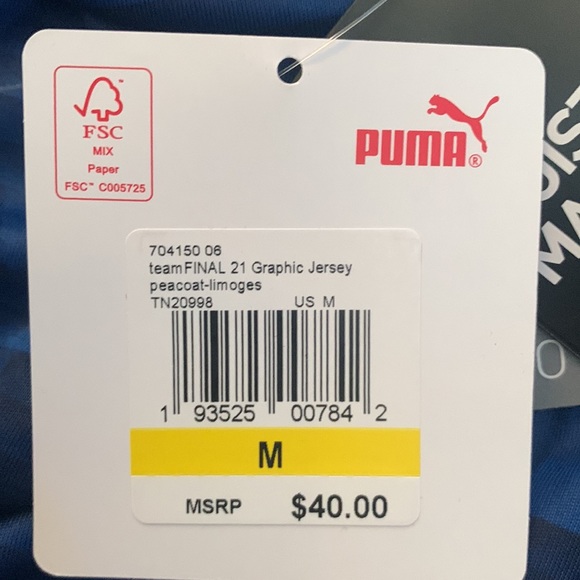 FSC
MIX
Paper
FSC™ C005725
PUMA®
704150 06
teamFINAL 21 Graphic Jersey
peacoat-limoges
TN20998 US M
1 93525 00784 2
M
MSRP $40.00